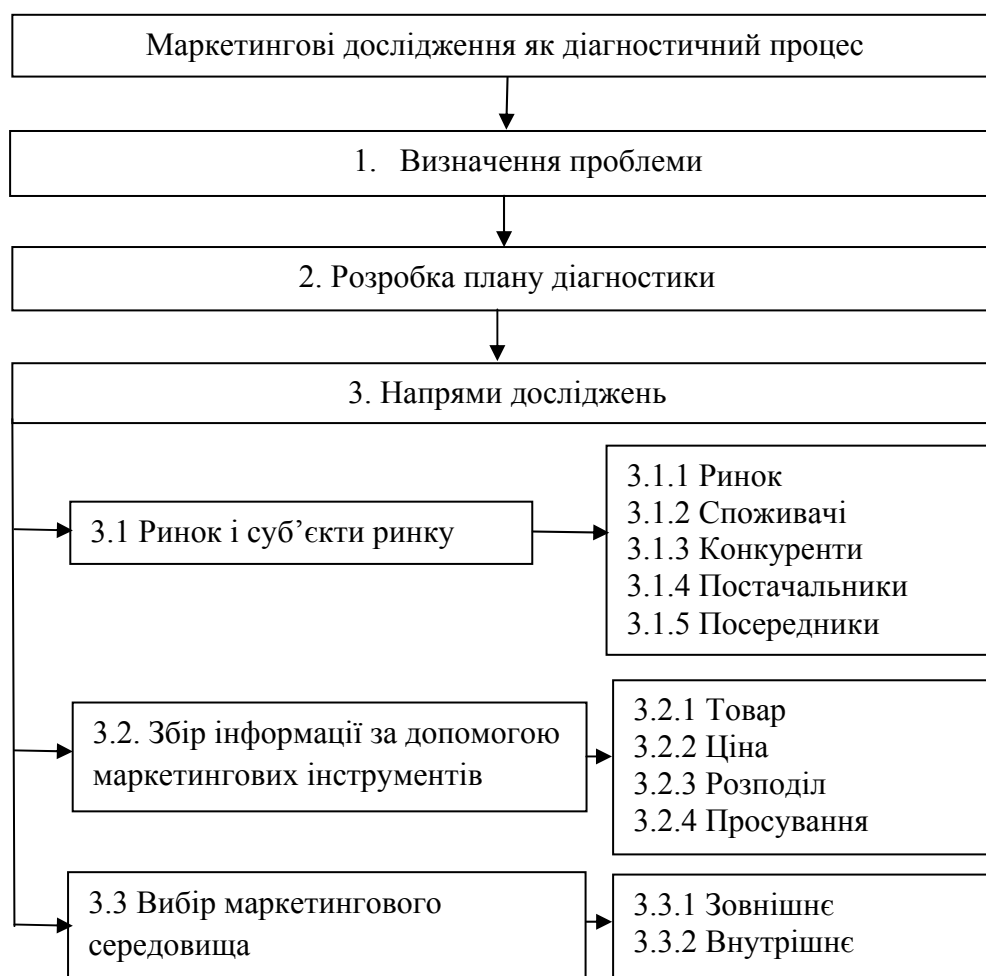 Маркетингові дослідження як діагностичний процес
1. Визначення проблеми
2. Розробка плану діагностики
3. Напрями досліджень
3.1 Ринок і суб’єкти ринку
3.1.1 Ринок
3.1.2 Споживачі
3.1.3 Конкуренти
3.1.4 Постачальники
3.1.5 Посередники
3.2. Збір інформації за допомогою
маркетингових інструментів
3.2.1 Товар
3.2.2 Ціна
3.2.3 Розподіл
3.2.4 Просування
3.3 Вибір маркетингового
середовища
3.3.1 Зовнішнє
3.3.2 Внутрішнє